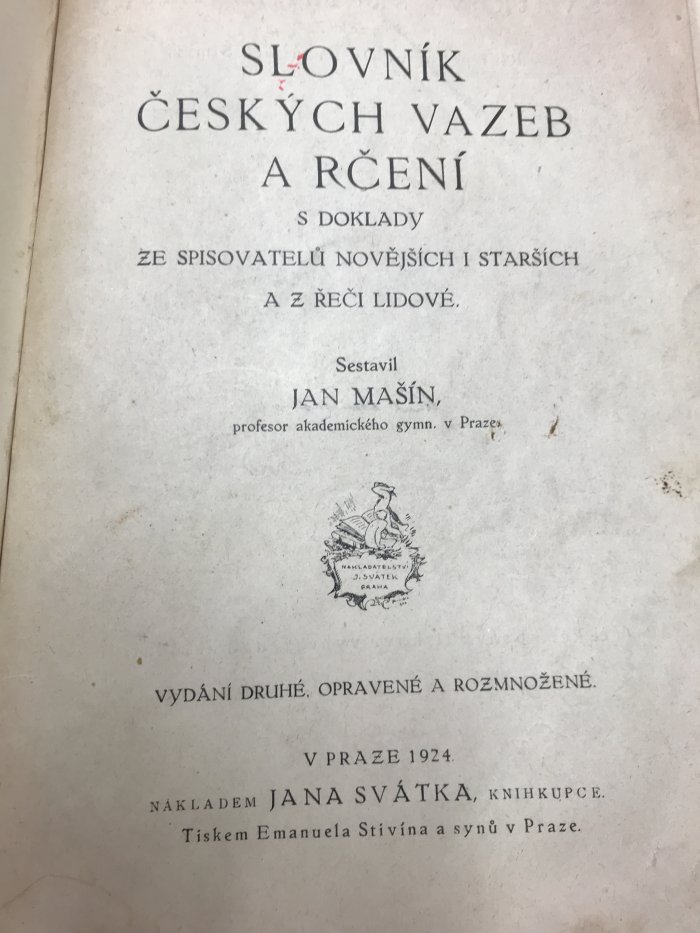 SLOVNÍK
ČESKÝCH VAZEB
A RČENÍ
S DOKLADY
ZE SPISOVATELŮ NOVĚJŠÍCH I STARŠÍCH
A Z ŘEČI LIDOVÉ.
Sestavil
JAN MAŠÍN,
profesor akademického gymn. v Praze.
NAKLADATELSTVÍ
J. SVÁTEK
PRAHA
VYDÁNÍ DRUHÉ, OPRAVENÉ A ROZMNOŽENÉ.
V PRAZE 1924.
NÁKLADEM JANA SVÁTKA, KNIHKUPCE.
Tiskem Emanuela Stivína a synů v Praze.